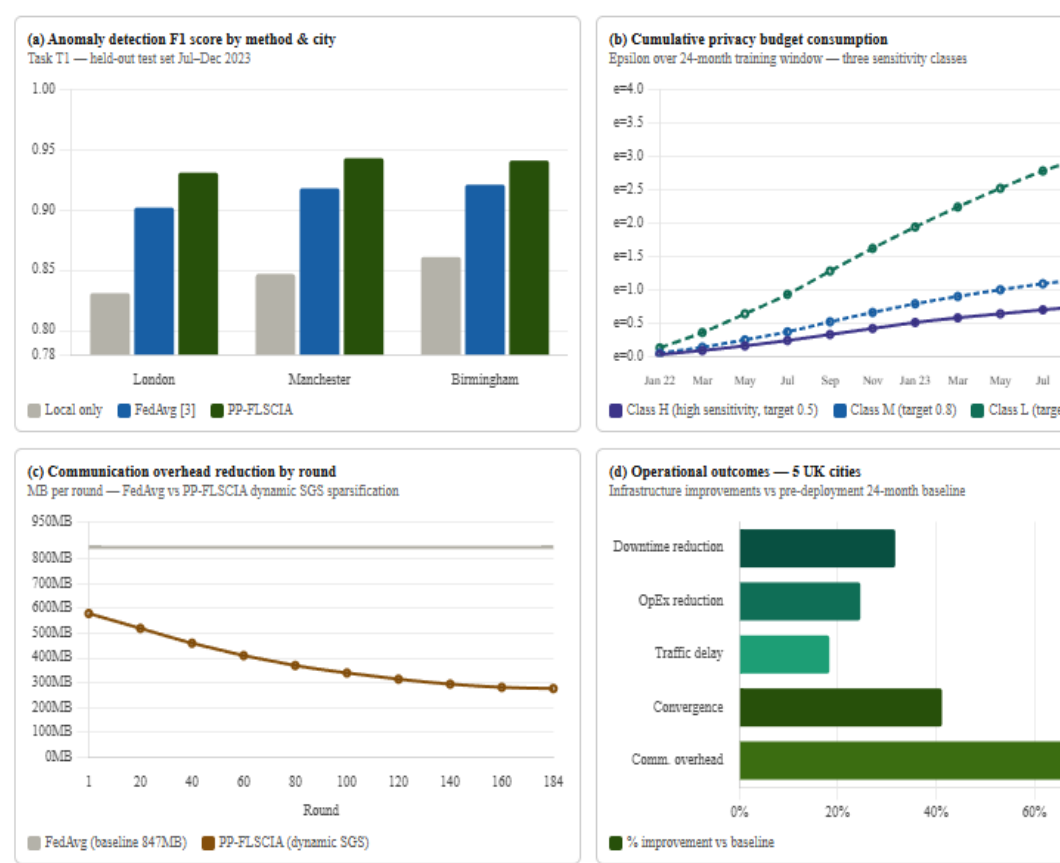 (a) Anomaly detection F1 score by method & city
Task T1 — held-out test set Jul–Dec 2023
1.00
0.95
0.90
0.85
0.80
0.78
London Manchester Birmingham
Local only FedAvg [3] PP-FLSCIA
(b) Cumulative privacy budget consumption
Epsilon over 24-month training window — three sensitivity classes
e=4.0
e=3.5
e=3.0
e=2.5
e=2.0
e=1.5
e=1.0
e=0.5
e=0.0
Jan 22 Mar May Jul Sep Nov Jan 23 Mar May Jul
Class H (high sensitivity, target 0.5) Class M (target 0.8) Class L (targe
(c) Communication overhead reduction by round
MB per round — FedAvg vs PP-FLSCIA dynamic SGS sparsification
950MB
800MB
700MB
600MB
500MB
400MB
300MB
200MB
100MB
0MB
1 20 40 60 80 100 120 140 160 184
Round
FedAvg (baseline 847MB) PP-FLSCIA (dynamic SGS)
(d) Operational outcomes — 5 UK cities
Infrastructure improvements vs pre-deployment 24-month baseline
Downtime reduction
OpEx reduction
Traffic delay
Convergence
Comm. overhead
0% 20% 40% 60%
% improvement vs baseline